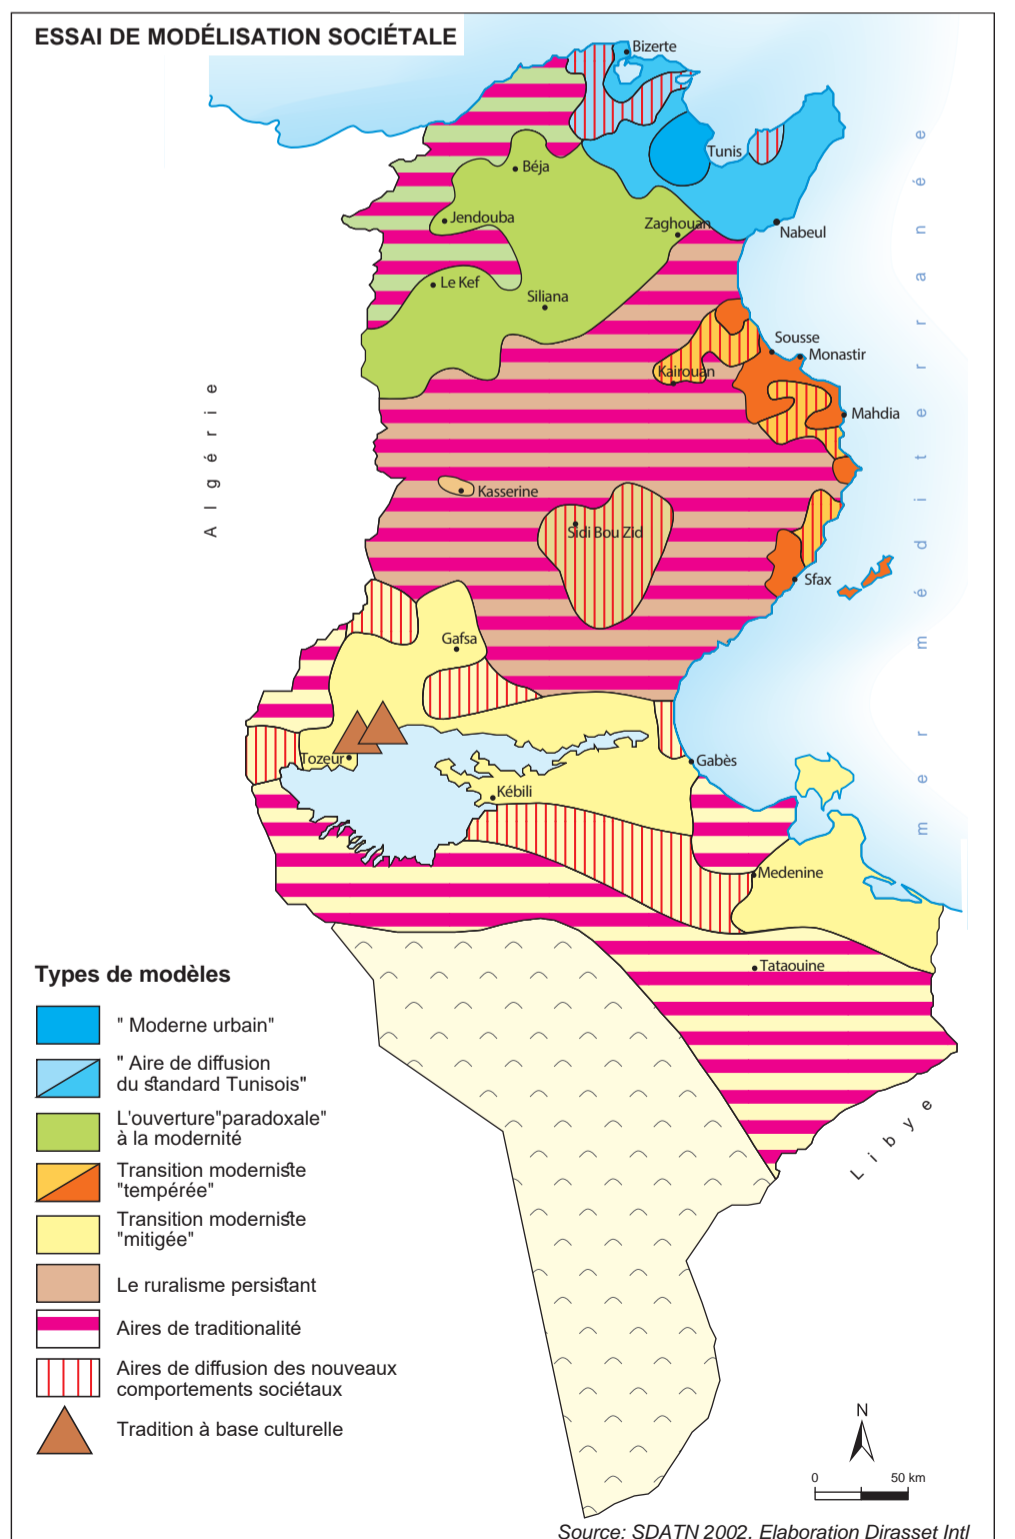 ESSAI DE MODÉLISATION SOCIÉTALE
Bizerte
Tunis
Béja
Jendouba
Zaghouan
Nabeul
Le Kef
Siliana
Sousse
Monastir
Kairouan
Mahdia
Algérie
mer méditerranée
Kasserine
Sidi Bou Zid
Sfax
Gafsa
Tozeur
Gabès
Kébili
Medenine
Tataouine
Libye
Types de modèles
" Moderne urbain"
" Aire de diffusion
du standard Tunisois"
L'ouverture"paradoxale"
à la modernité
Transition moderniste
"tempérée"
Transition moderniste
"mitigée"
Le ruralisme persistant
Aires de traditionalité
Aires de diffusion des nouveaux
comportements sociétaux
Tradition à base culturelle
N
0 50 km
Source: SDATN 2002. Elaboration Dirasset Intl